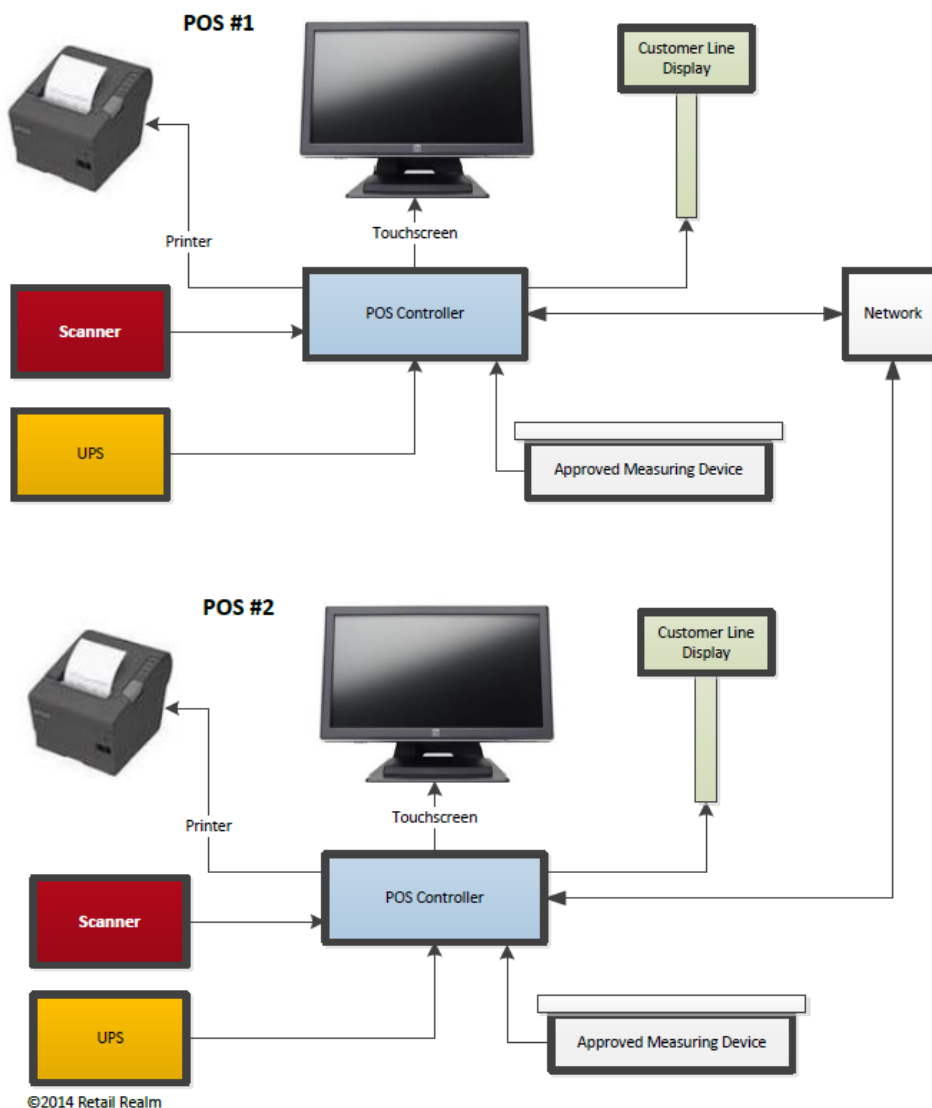 POS #1
Customer Line
Display
Touchscreen
Printer
POS Controller
Network
Scanner
UPS
Approved Measuring Device
POS #2
Customer Line
Display
Touchscreen
Printer
POS Controller
Scanner
UPS
Approved Measuring Device
©2014 Retail Realm